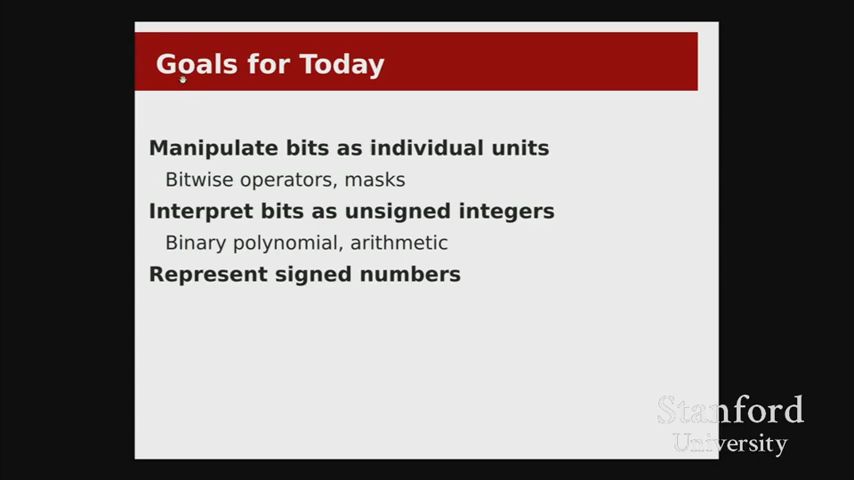 Goals for Today
Manipulate bits as individual units
Bitwise operators, masks
Interpret bits as unsigned integers
Binary polynomial, arithmetic
Represent signed numbers
Stanford
University